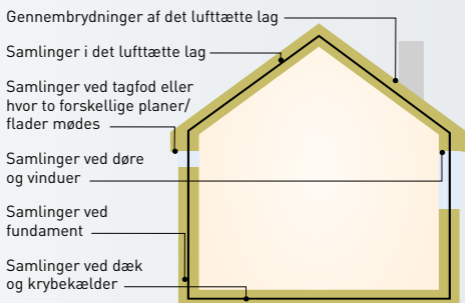 Gennembrydninger af det lufttætte lag
Samlinger i det lufttætte lag
Samlinger ved tagfod eller
hvor to forskellige planer/
flader mødes
Samlinger ved døre
og vinduer
Samlinger ved
fundament
Samlinger ved dæk
og krybekælder